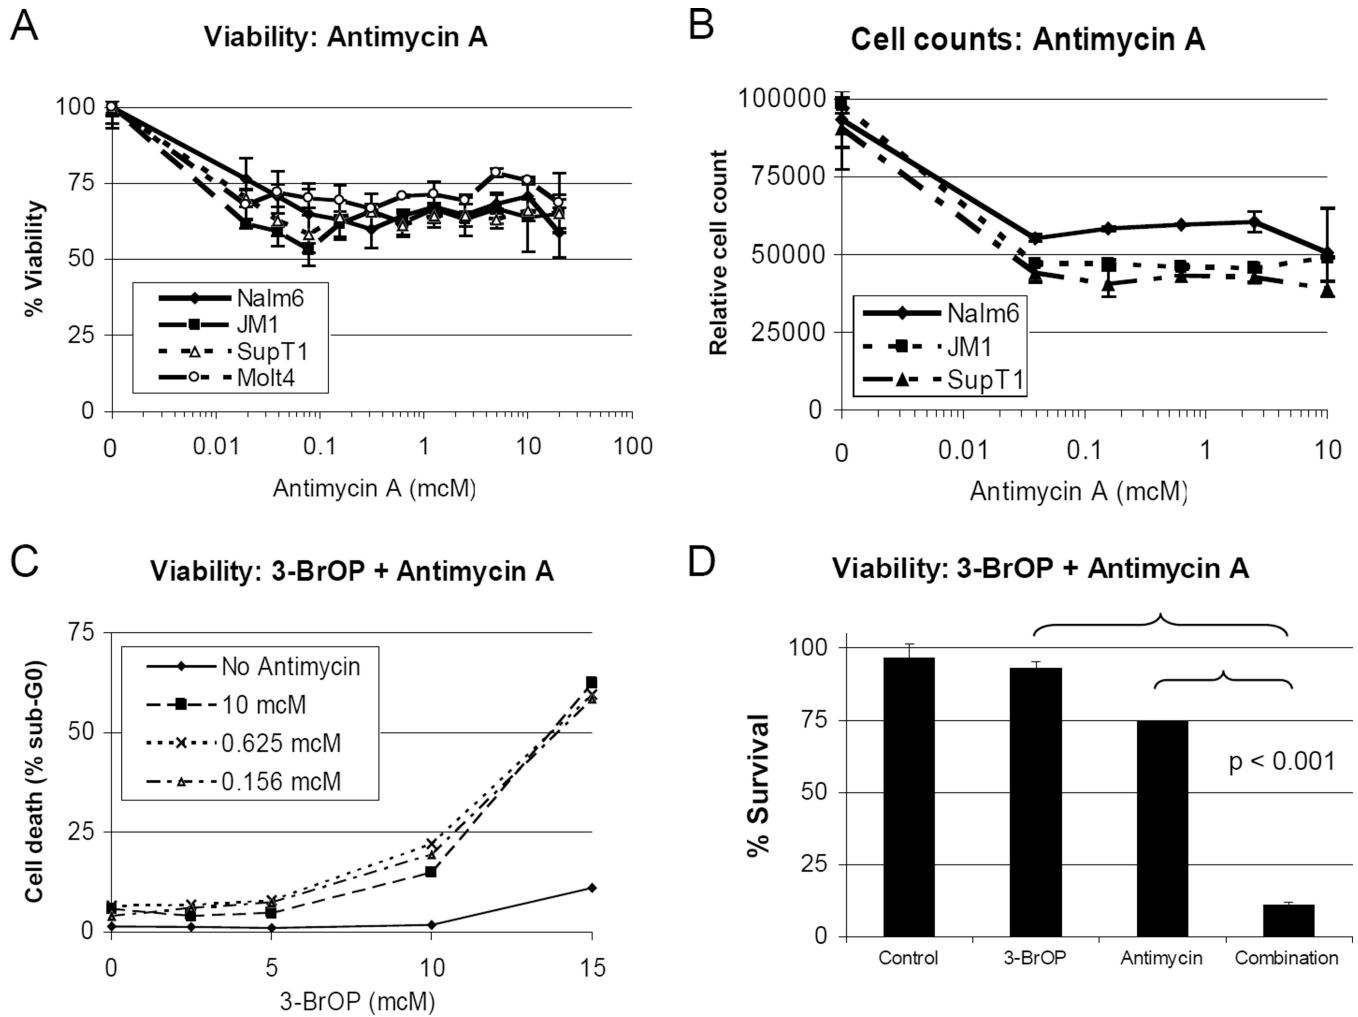 A
Viability: Antimycin A
% Viability
100
75
50
25
0
Nalm6
JM1
SupT1
Molt4
0
0.01
0.1
1
10
100
Antimycin A (mcM)
B
Cell counts: Antimycin A
Relative cell count
100000
75000
50000
25000
0
Nalm6
JM1
SupT1
0
0.01
0.1
1
10
Antimycin A (mcM)
C
Viability: 3-BrOP + Antimycin A
Cell death (% sub-G0)
75
50
25
0
No Antimycin
10 mcM
0.625 mcM
0.156 mcM
0
5
10
15
3-BrOP (mcM)
D
Viability: 3-BrOP + Antimycin A
% Survival
100
75
50
25
0
p < 0.001
Control
3-BrOP
Antimycin
Combination